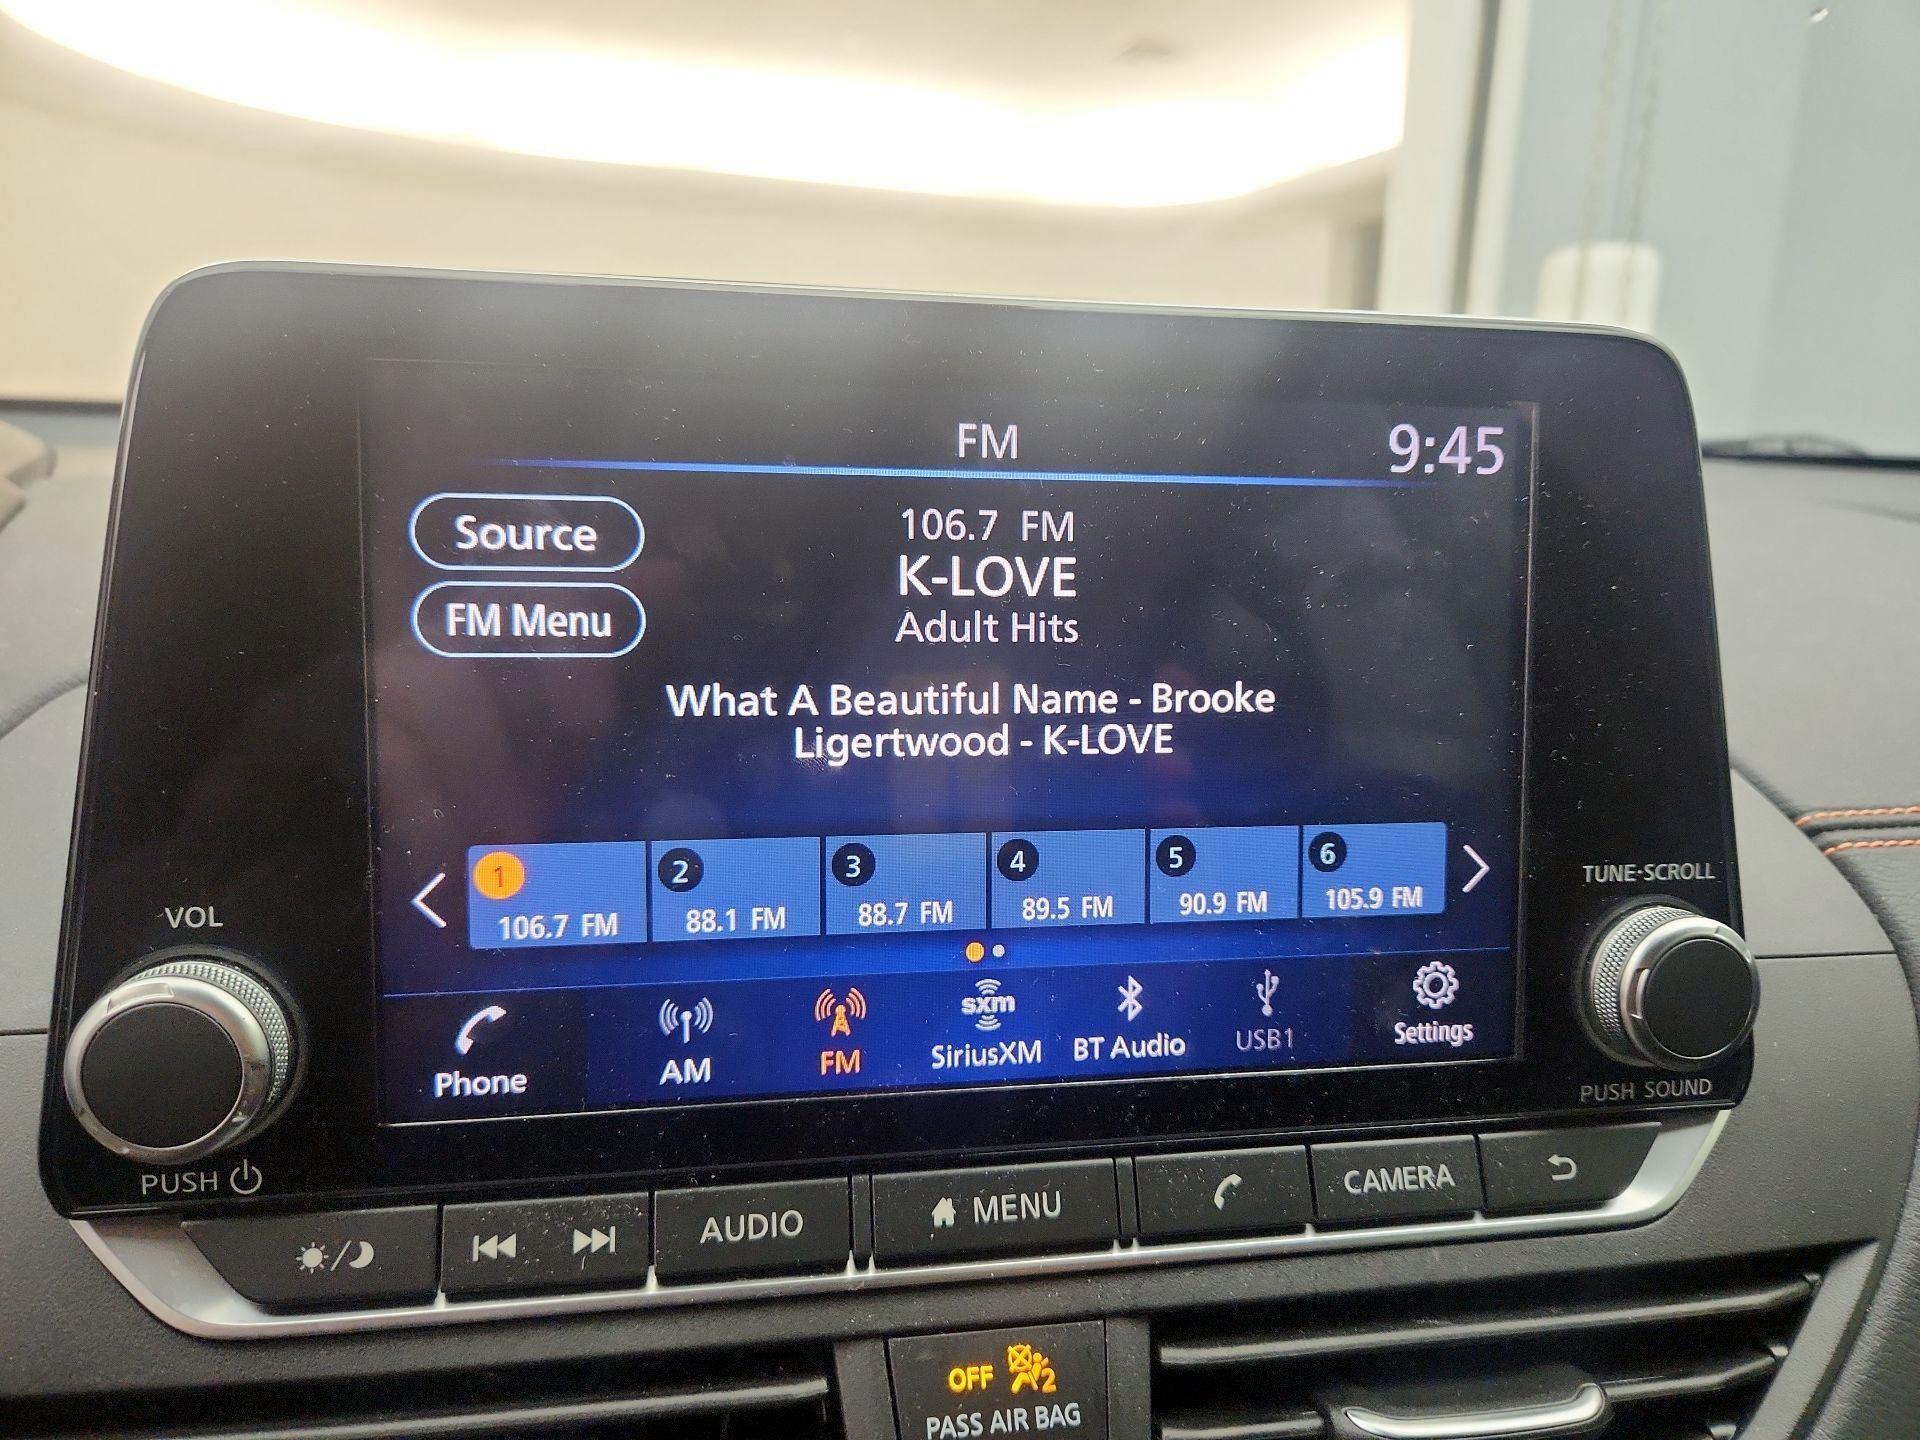 FM
9:45
Source
106.7 FM
K-LOVE
FM Menu
Adult Hits
What A Beautiful Name - Brooke
Ligertwood - K-LOVE
1
106.7 FM
2
88.1 FM
3
88.7 FM
4
89.5 FM
5
90.9 FM
6
105.9 FM
Phone
AM
FM
sxm
SiriusXM
BT Audio
USB1
Settings
VOL
PUSH
TUNE·SCROLL
PUSH SOUND
AUDIO
MENU
CAMERA
OFF
2
PASS AIR BAG